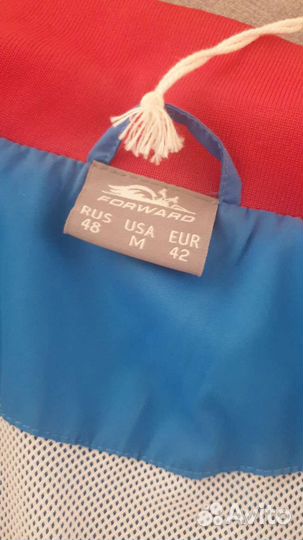 FORWARD
RUS USA EUR
48 M 42
Avito